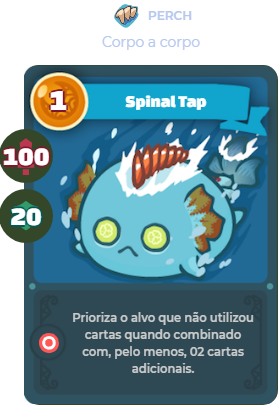 PERCH
Corpo a corpo
1
Spinal Tap
100
20
Prioriza o alvo que não utilizou
cartas quando combinado
com, pelo menos, 02 cartas
adicionais.